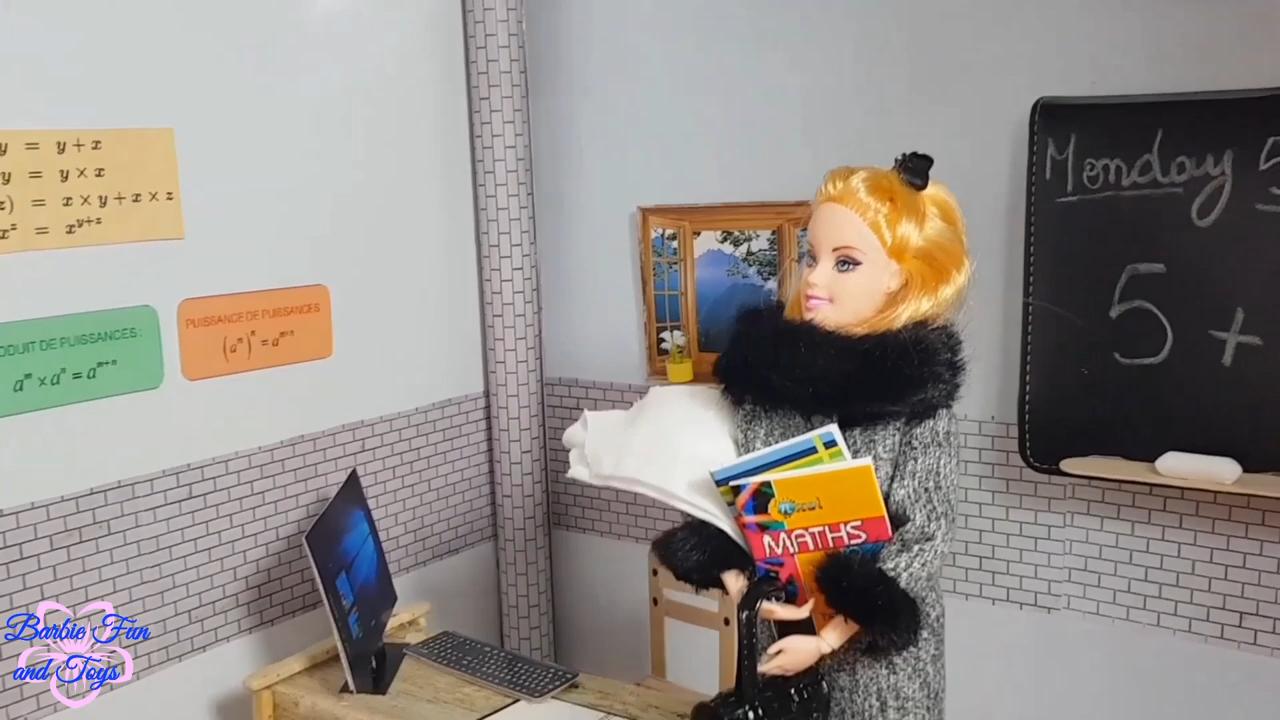 y = y + x
y = y × x
z) = x × y + x × z
x^z = x^{y+z}
ODUIT DE PUISSANCES :
a^m × a^n = a^{m+n}
PUISSANCE DE PUISSANCES
(a^m)^n = a^{m×n}
Monday 5
5 +
MATHS
Barbie Fun
and Toys